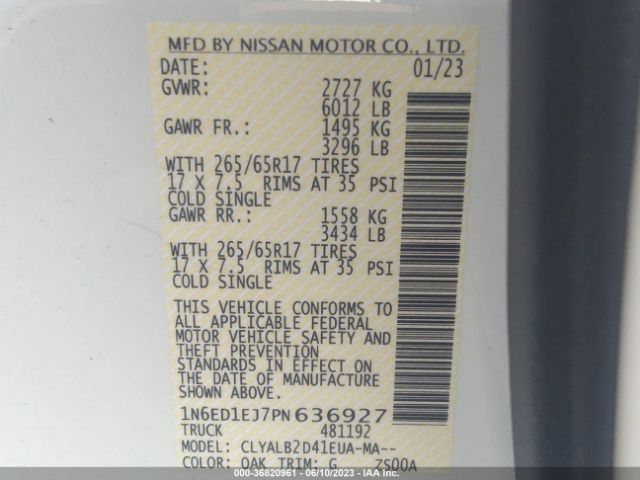 MFD BY NISSAN MOTOR CO., LTD.
DATE: 01/23
GVWR: 2727 KG
6012 LB
GAWR FR.: 1495 KG
3296 LB
WITH 265/65R17 TIRES
17 X 7.5 RIMS AT 35 PSI
COLD SINGLE
GAWR RR.: 1558 KG
3434 LB
WITH 265/65R17 TIRES
17 X 7.5 RIMS AT 35 PSI
COLD SINGLE
THIS VEHICLE CONFORMS TO
ALL APPLICABLE FEDERAL
MOTOR VEHICLE SAFETY AND
THEFT PREVENTION
STANDARDS IN EFFECT ON
THE DATE OF MANUFACTURE
SHOWN ABOVE.
1N6ED1EJ7PN636927
TRUCK 481192
MODEL: CLYALB2D41EUA-MA--
COLOR: QAK TRIM: G ZS00A
000-36820961 - 06/10/2023 - IAAI.COM